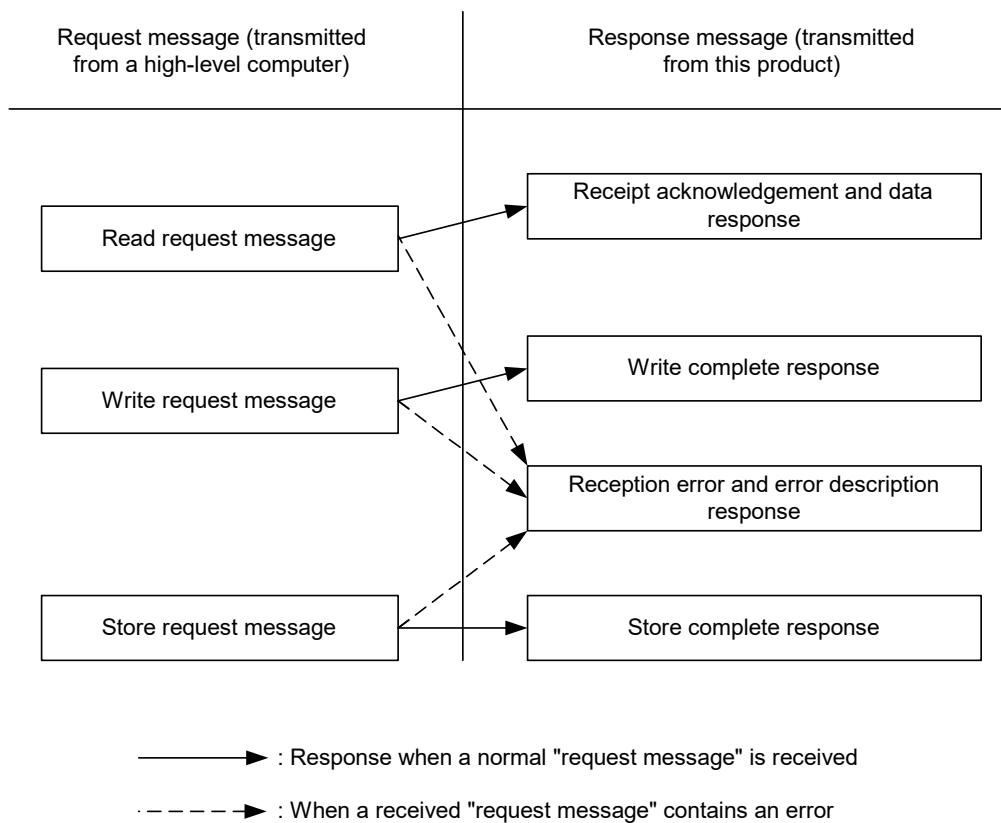 Request message (transmitted
from a high-level computer)
Response message (transmitted
from this product)
Receipt acknowledgement and data
response
Read request message
Write complete response
Write request message
Reception error and error description
response
Store request message
Store complete response
: Response when a normal "request message" is received
: When a received "request message" contains an error